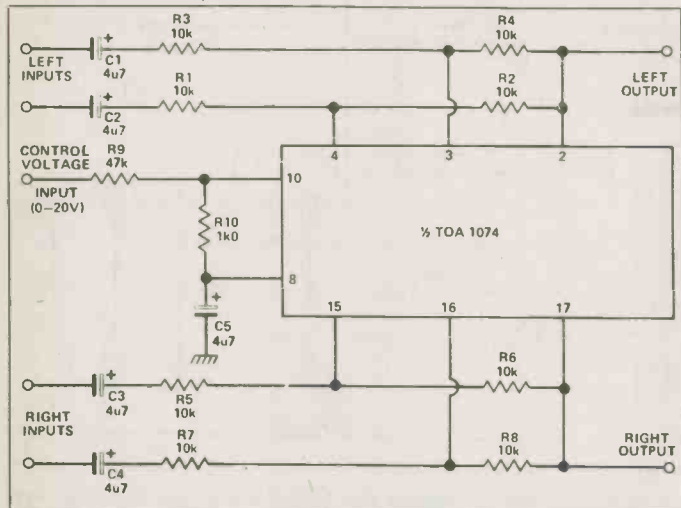 R3
10k
R4
10k
LEFT
INPUTS
C1
4u7
LEFT
OUTPUT
R1
10k
R2
10k
C2
4u7
CONTROL
VOLTAGE
INPUT
(0–20V)
R9
47k
4
3
2
10
R10
1k0
½ TOA 1074
8
C5
4u7
15
16
17
C3
4u7
R5
10k
R6
10k
RIGHT
INPUTS
R7
10k
R8
10k
C4
4u7
RIGHT
OUTPUT